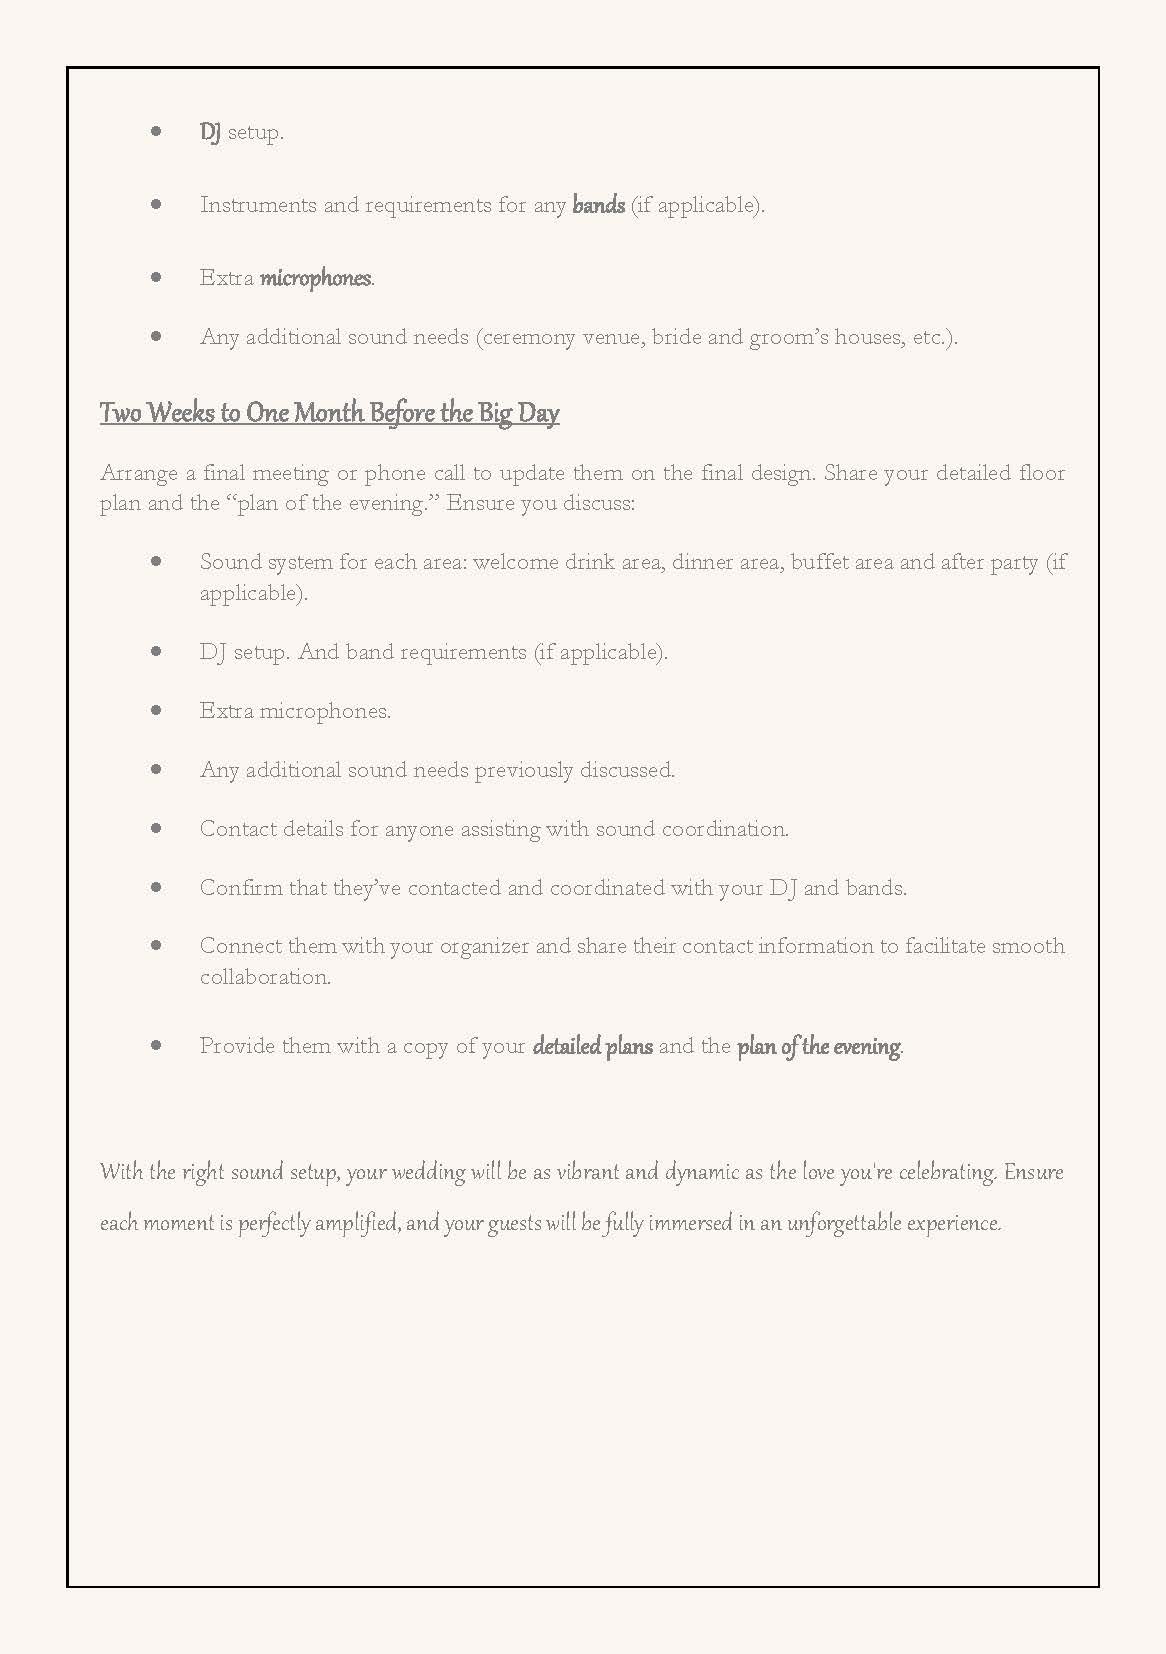 • DJ setup.
• Instruments and requirements for any bands (if applicable).
• Extra microphones.
• Any additional sound needs (ceremony venue, bride and groom’s houses, etc.).
Two Weeks to One Month Before the Big Day
Arrange a final meeting or phone call to update them on the final design. Share your detailed floor
plan and the “plan of the evening.” Ensure you discuss:
• Sound system for each area: welcome drink area, dinner area, buffet area and after party (if
applicable).
• DJ setup. And band requirements (if applicable).
• Extra microphones.
• Any additional sound needs previously discussed.
• Contact details for anyone assisting with sound coordination.
• Confirm that they’ve contacted and coordinated with your DJ and bands.
• Connect them with your organizer and share their contact information to facilitate smooth
collaboration.
• Provide them with a copy of your detailed plans and the plan of the evening.
With the right sound setup, your wedding will be as vibrant and dynamic as the love you're celebrating. Ensure
each moment is perfectly amplified, and your guests will be fully immersed in an unforgettable experience.